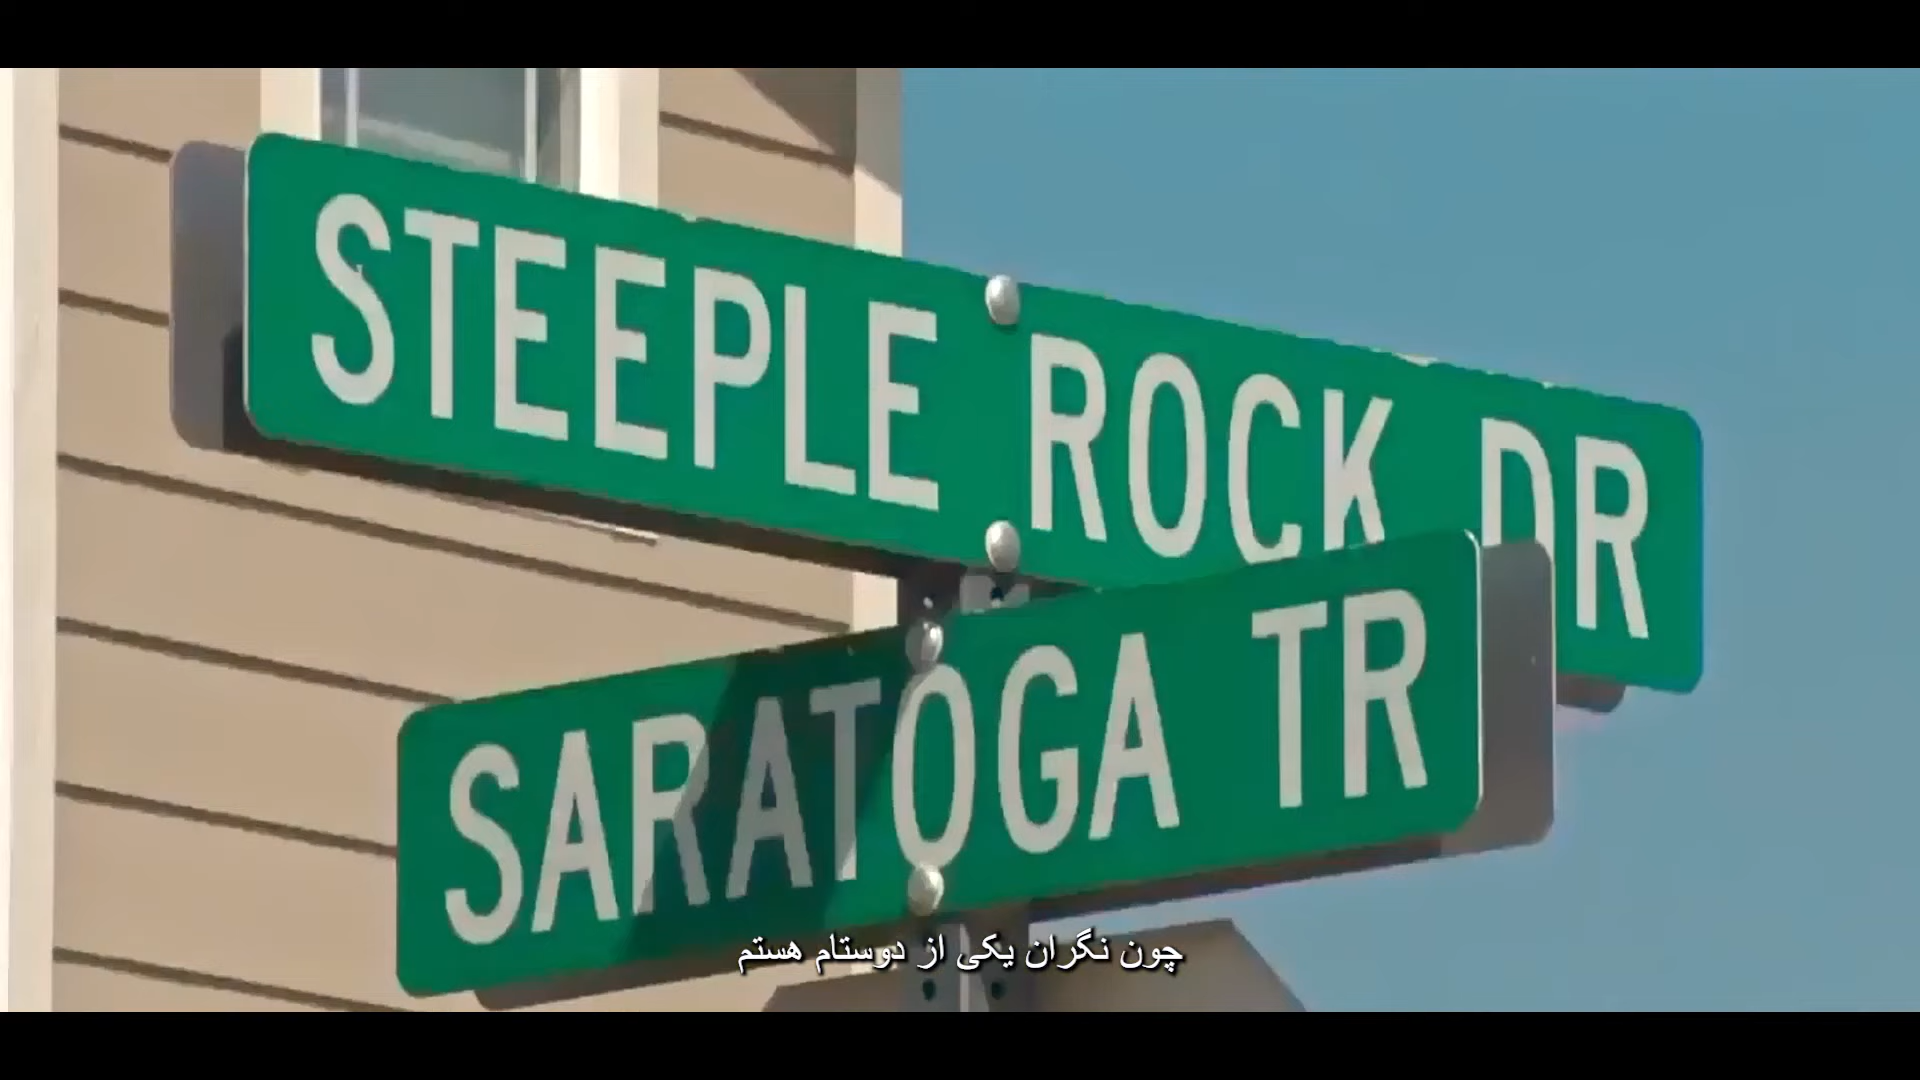 STEEPLE ROCK DR
SARATOGA TR
چون نگران یکی از دوستام هستم